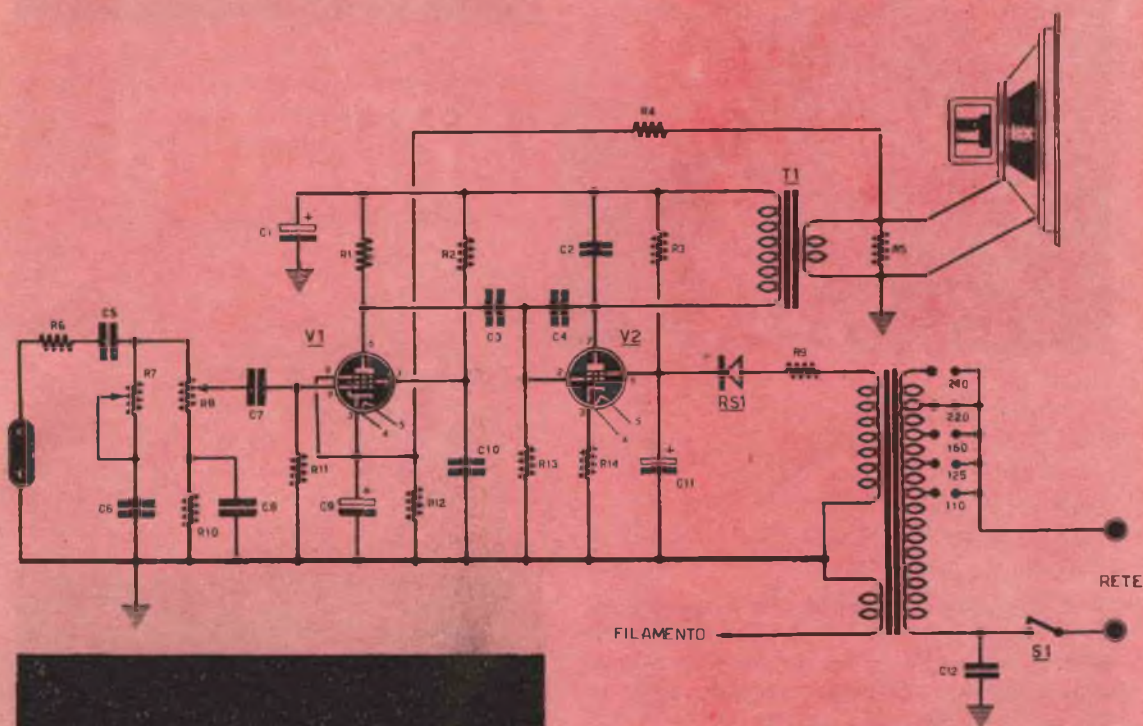 R4
T1
C1
+
R1
R2
C2
R3
R5
C3
C4
V1
V2
R6
C5
R7
R8
C7
RS1
R9
240
220
160
125
110
RETE
R11
C10
R13
R14
C11
+
C6
R10
C8
C9
+
R12
FILAMENTO
S1
C12